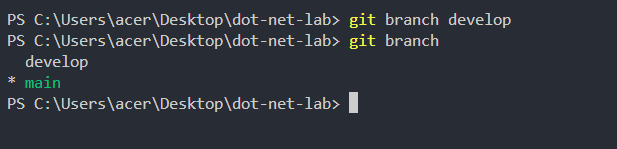 PS C:\Users\acer\Desktop\dot-net-lab> git branch develop
PS C:\Users\acer\Desktop\dot-net-lab> git branch
  develop
* main
PS C:\Users\acer\Desktop\dot-net-lab>